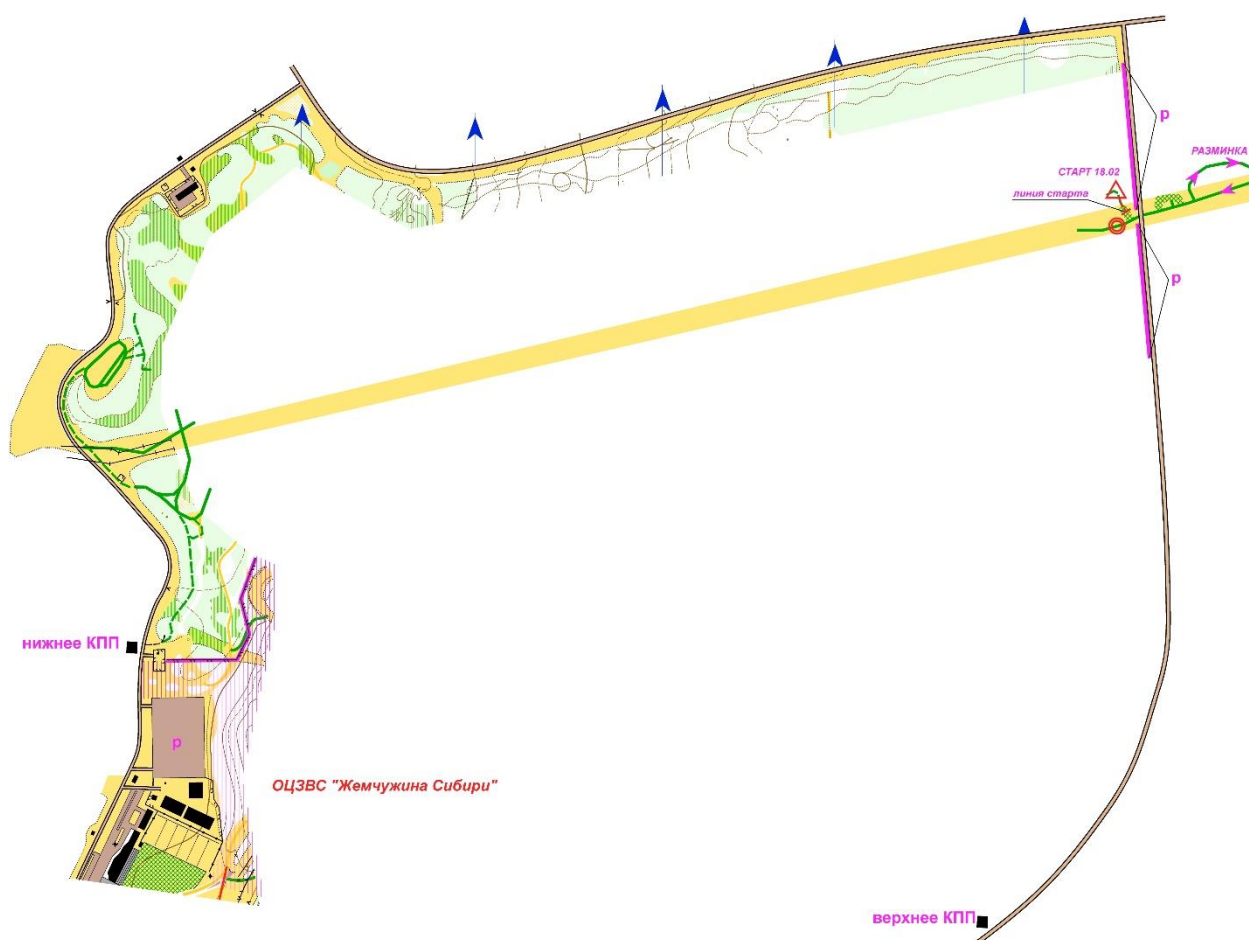 р
РАЗМИНКА
СТАРТ 18.02
линия старта
р
нижнее КПП
р
ОЦЗВС "Жемчужина Сибири"
верхнее КПП